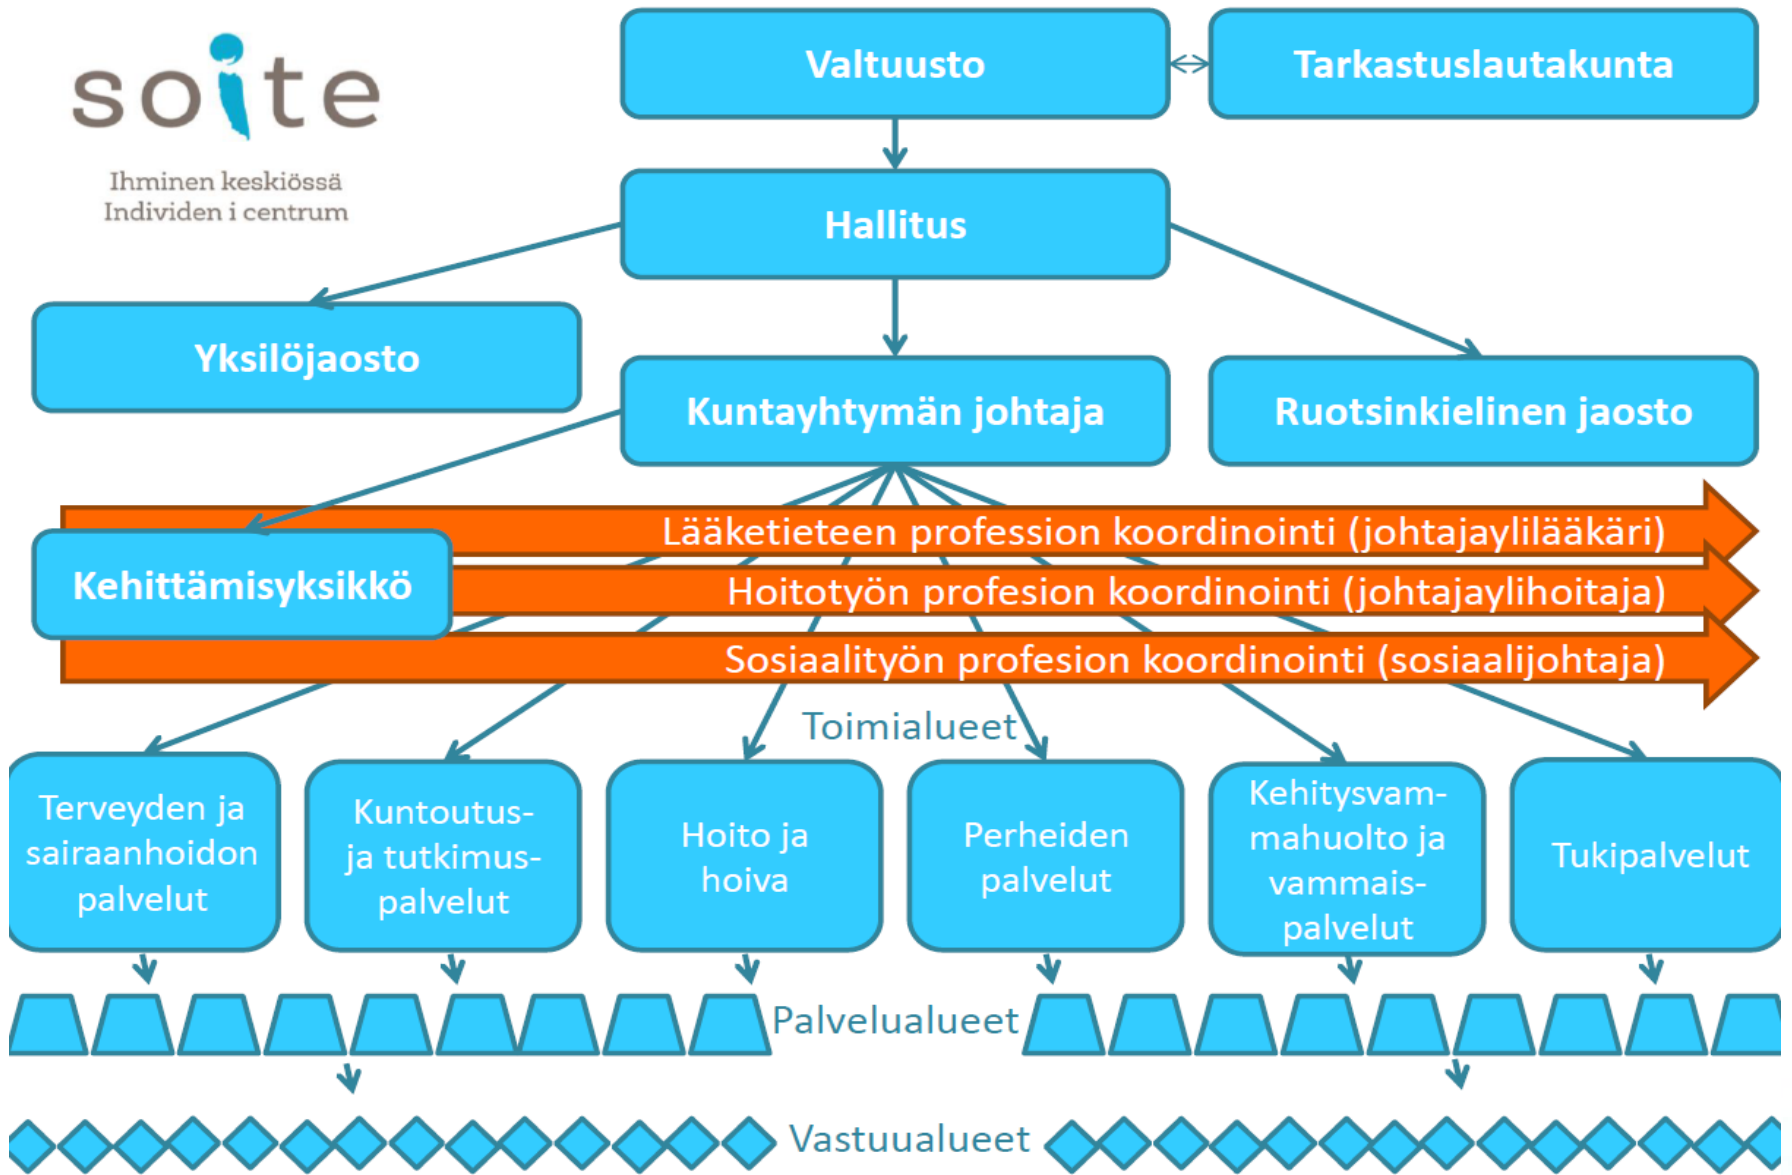 soite
Ihminen keskiössä
Individen i centrum
Valtuusto
Tarkastuslautakunta
Hallitus
Yksilöjaosto
Kuntayhtymän johtaja
Ruotsinkielinen jaosto
Lääketieteen profession koordinointi (johtajaylilääkäri)
Kehittämisyksikkö
Hoitotyön profesion koordinointi (johtajaylihoitaja)
Sosiaalityön profesion koordinointi (sosiaalijohtaja)
Toimialueet
Terveyden ja
sairaanhoidon
palvelut
Kuntoutus-
ja tutkimus-
palvelut
Hoito ja
hoiva
Perheiden
palvelut
Kehitysvam-
mahuolto ja
vammais-
palvelut
Tukipalvelut
Palvelualueet
Vastuualueet